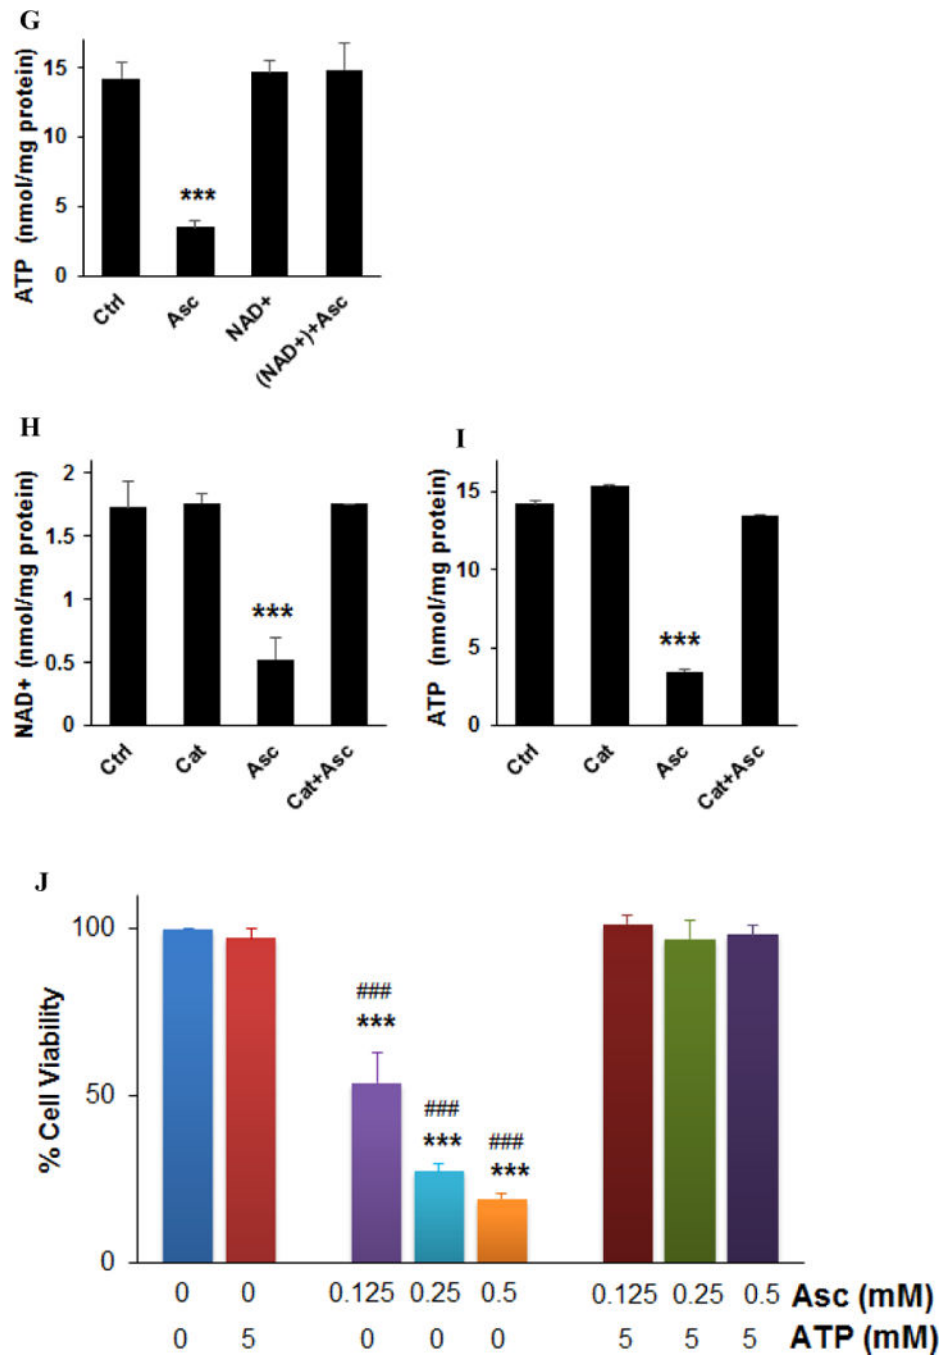 G
ATP (nmol/mg protein)
15
10
5
0
***
Ctrl
Asc
NAD+
(NAD+)+Asc
H
NAD+ (nmol/mg protein)
2
1.5
1
0.5
0
***
Ctrl
Cat
Asc
Cat+Asc
I
ATP (nmol/mg protein)
15
10
5
0
***
Ctrl
Cat
Asc
Cat+Asc
J
% Cell Viability
100
50
0
###
***
###
***
###
***
0 0 0.125 0.25 0.5 0.125 0.25 0.5 Asc (mM)
0 5 0 0 0 5 5 5 ATP (mM)